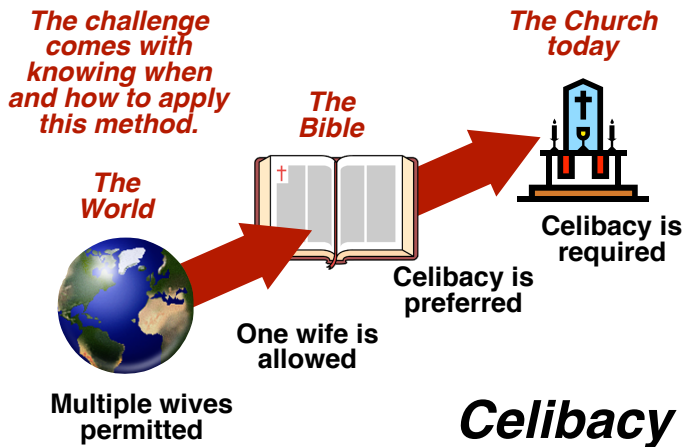 The challenge
comes with
knowing when
and how to apply
this method.
The Church
today
The
Bible
The
World
Celibacy is
required
Celibacy is
preferred
One wife is
allowed
Multiple wives
permitted
Celibacy